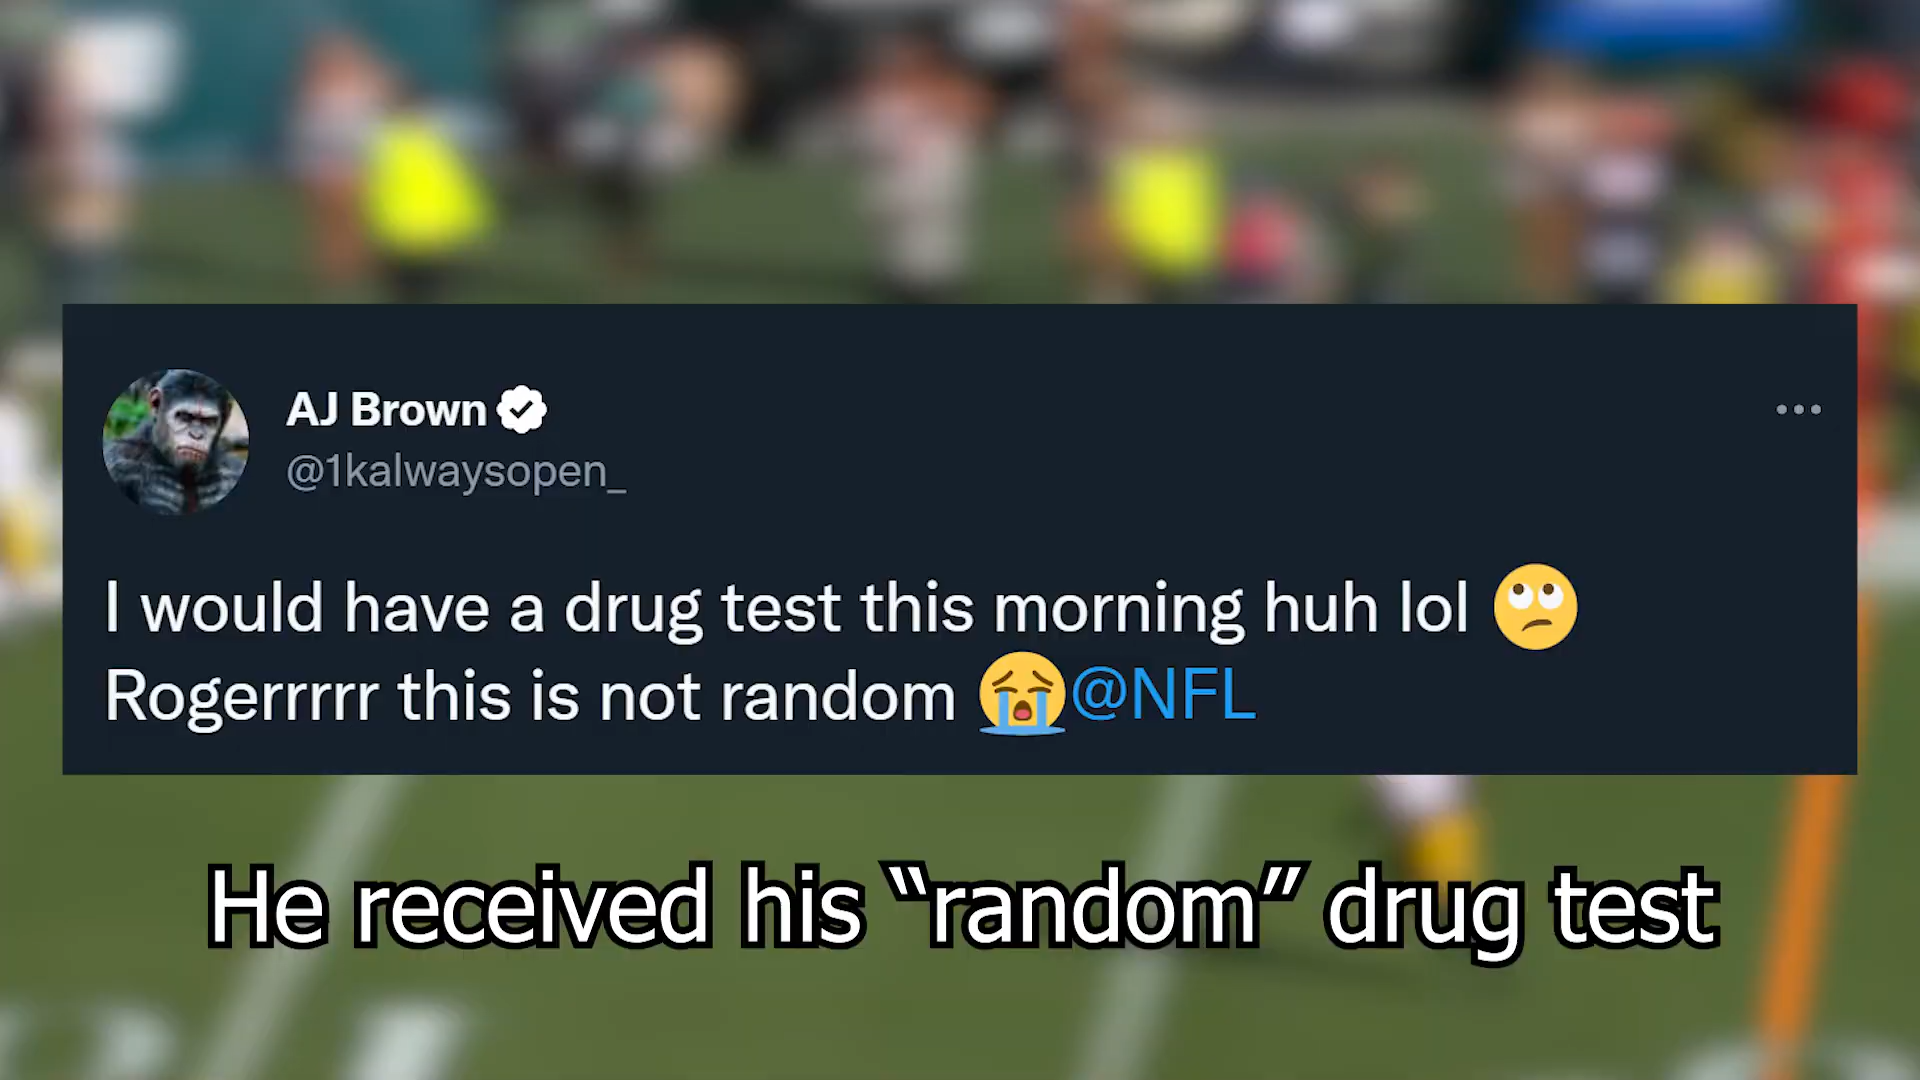 AJ Brown
@1kalwaysopen_
I would have a drug test this morning huh lol 🙄
Rogerrrrr this is not random 😭@NFL
He received his “random” drug test